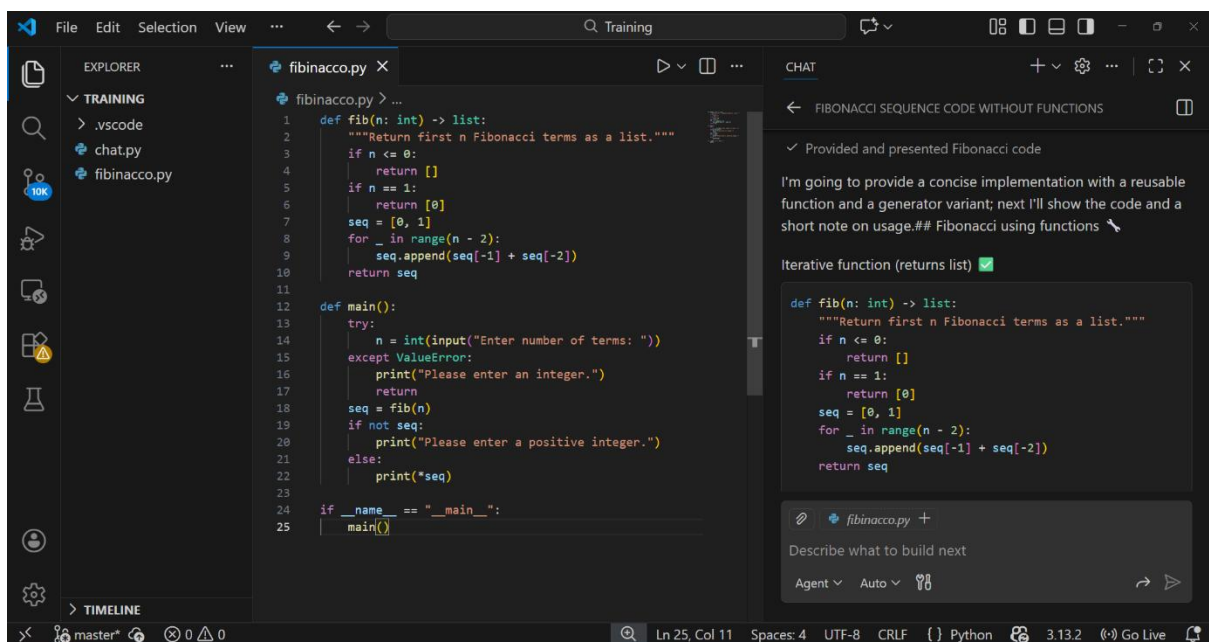 File Edit Selection View ... Training
EXPLORER ...
TRAINING
.vscode
chat.py
fibinacco.py
10K
TIMELINE
fibinacco.py
fibinacco.py > ...
1 def fib(n: int) -> list:
2 """Return first n Fibonacci terms as a list."""
3 if n <= 0:
4 return []
5 if n == 1:
6 return [0]
7 seq = [0, 1]
8 for _ in range(n - 2):
9 seq.append(seq[-1] + seq[-2])
10 return seq
11
12 def main():
13 try:
14 n = int(input("Enter number of terms: "))
15 except ValueError:
16 print("Please enter an integer.")
17 return
18 seq = fib(n)
19 if not seq:
20 print("Please enter a positive integer.")
21 else:
22 print(*seq)
23
24 if __name__ == "__main__":
25 main()
CHAT
FIBONACCI SEQUENCE CODE WITHOUT FUNCTIONS
Provided and presented Fibonacci code
I'm going to provide a concise implementation with a reusable
function and a generator variant; next I'll show the code and a
short note on usage.## Fibonacci using functions 🔧
Iterative function (returns list) ✅
def fib(n: int) -> list:
"""Return first n Fibonacci terms as a list."""
if n <= 0:
return []
if n == 1:
return [0]
seq = [0, 1]
for _ in range(n - 2):
seq.append(seq[-1] + seq[-2])
return seq
fibinacco.py +
Describe what to build next
Agent Auto
master* 0 0 Ln 25, Col 11 Spaces: 4 UTF-8 CRLF {} Python 3.13.2 Go Live